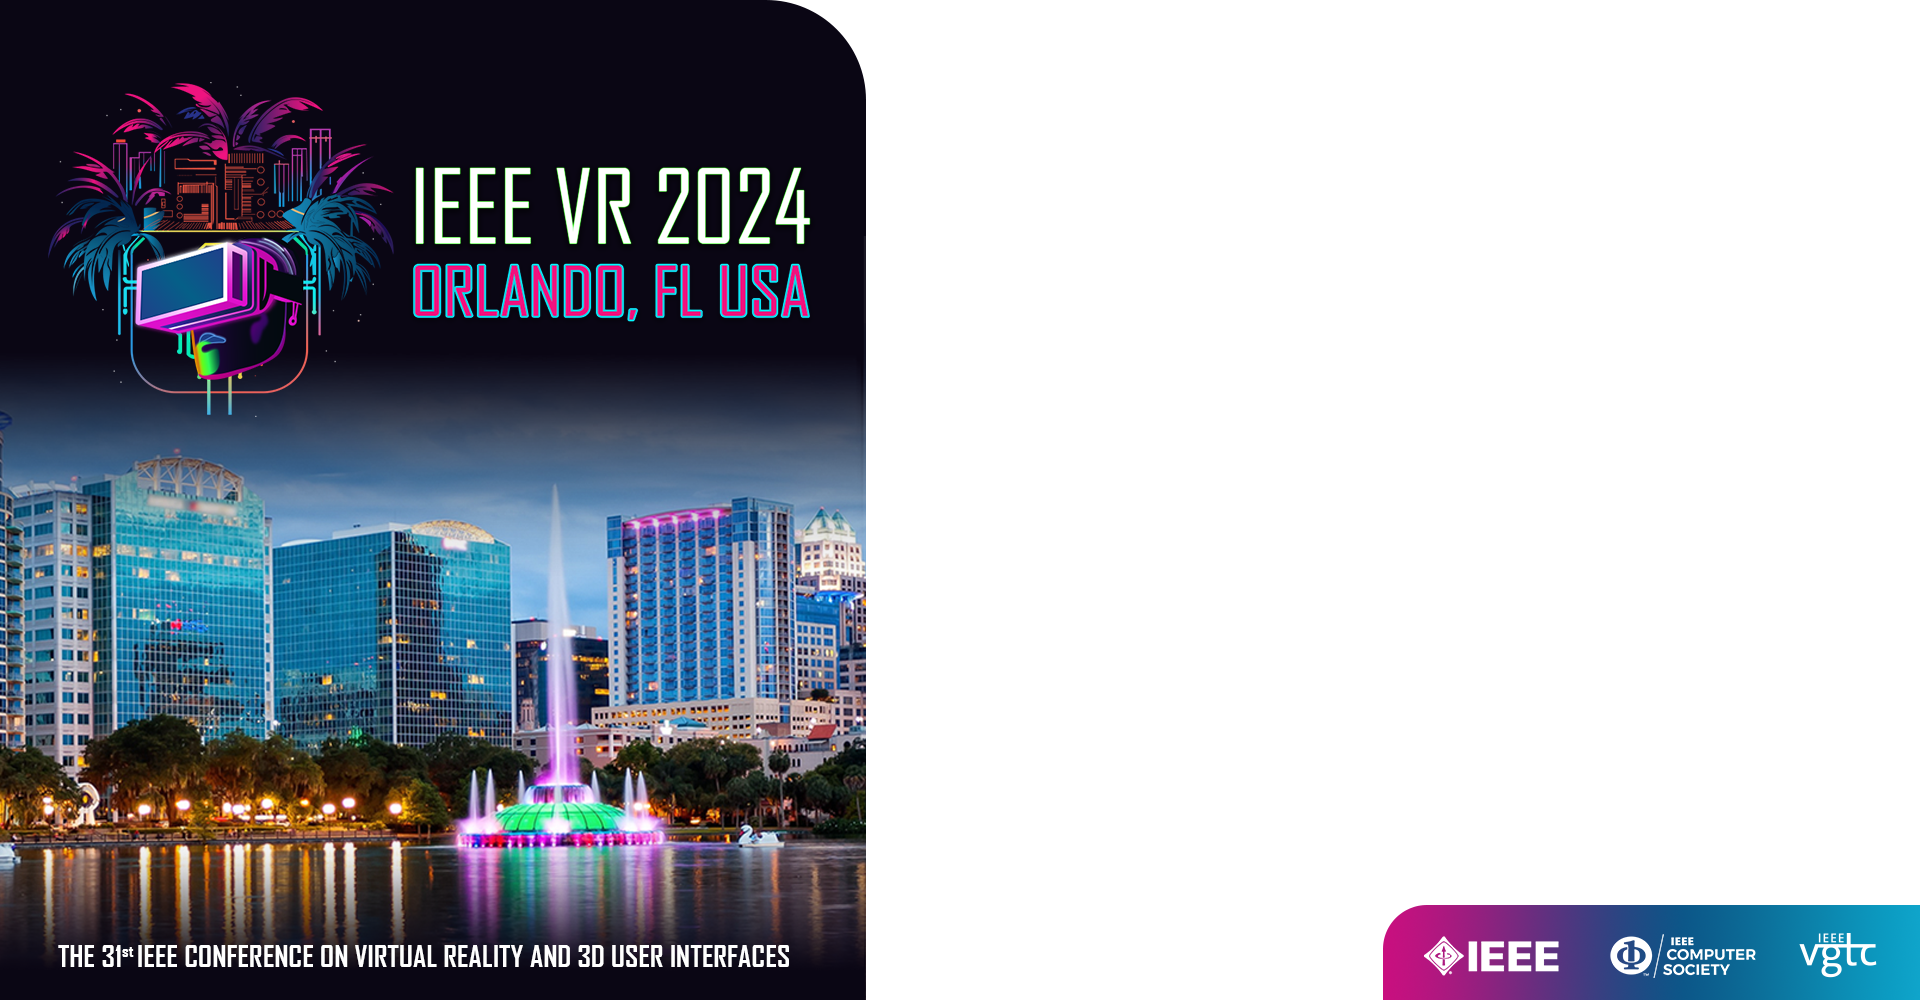 IEEE VR 2024
ORLANDO, FL USA
THE 31st IEEE CONFERENCE ON VIRTUAL REALITY AND 3D USER INTERFACES
IEEE
IEEE
COMPUTER
SOCIETY
IEEE
vgtc